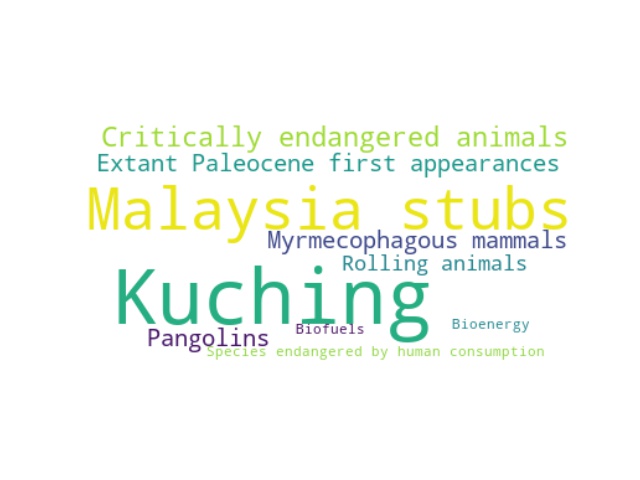 Critically endangered animals
Extant Paleocene first appearances
Malaysia stubs
Myrmecophagous mammals
Rolling animals
Kuching
Biofuels
Bioenergy
Pangolins
Species endangered by human consumption